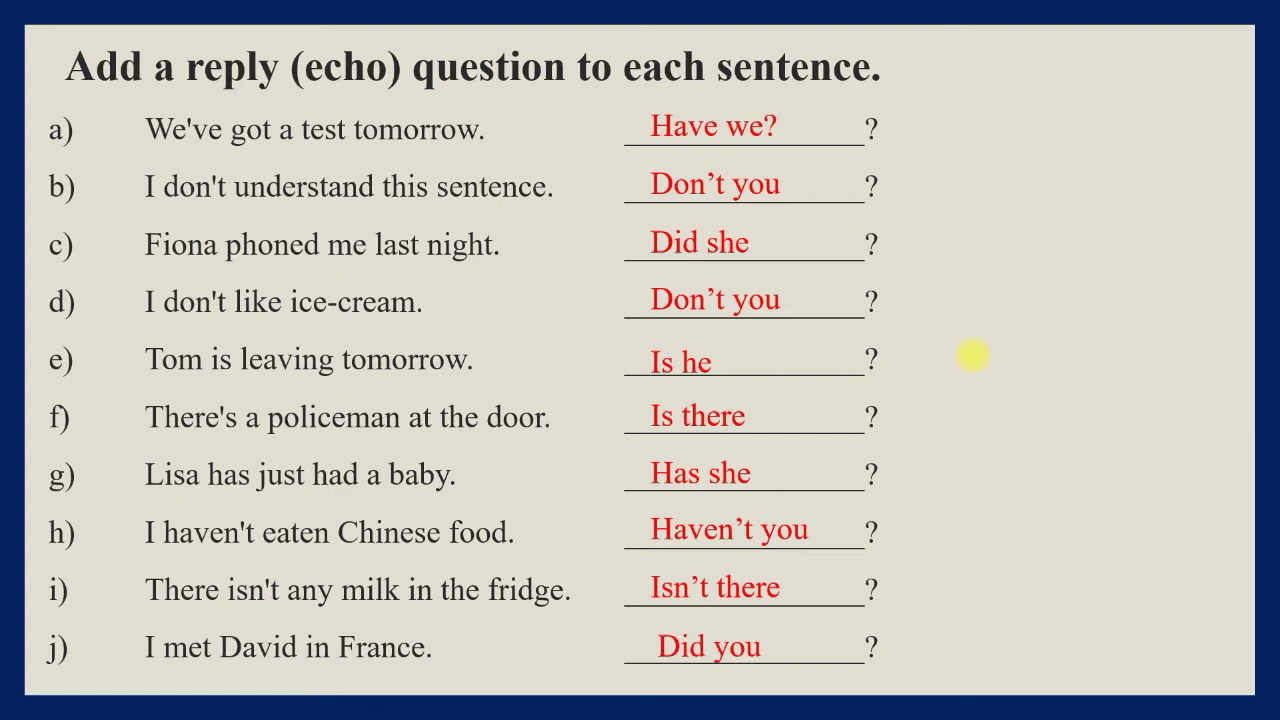 Add a reply (echo) question to each sentence.
a) We've got a test tomorrow. Have we? ?
b) I don't understand this sentence. Don’t you ?
c) Fiona phoned me last night. Did she ?
d) I don't like ice-cream. Don’t you ?
e) Tom is leaving tomorrow. Is he ?
f) There's a policeman at the door. Is there ?
g) Lisa has just had a baby. Has she ?
h) I haven't eaten Chinese food. Haven’t you ?
i) There isn't any milk in the fridge. Isn’t there ?
j) I met David in France. Did you ?